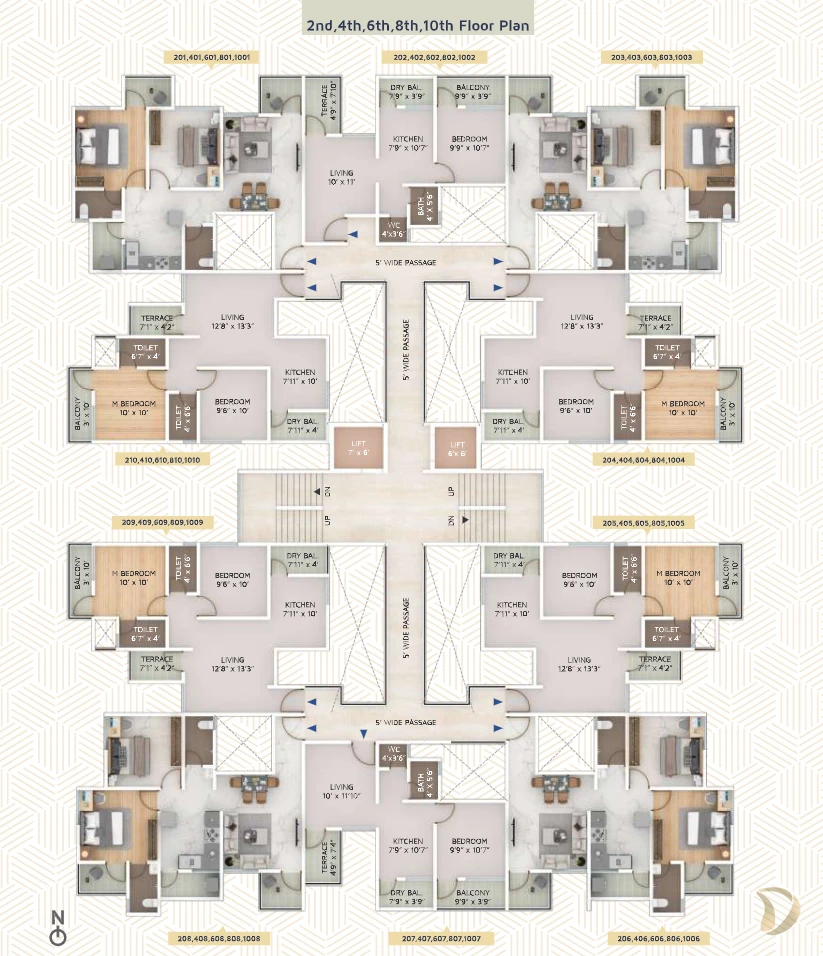 2nd,4th,6th,8th,10th Floor Plan
201,401,601,801,1001
202,402,602,802,1002
203,403,603,803,1003
TERRACE
4'9" x 7'10"
DRY BAL
7'9" x 3'9"
BALCONY
9'9" x 3'9"
KITCHEN
7'9" x 10'7"
BEDROOM
9'9" x 10'7"
LIVING
10' x 11'
BATH
4' X 5'6"
WC
4'x3'6"
5' WIDE PASSAGE
TERRACE
7'1" x 4'2"
LIVING
12'8" x 13'3"
5' WIDE PASSAGE
LIVING
12'8" x 13'3"
TERRACE
7'1" x 4'2"
TOILET
6'7" x 4'
KITCHEN
7'11" x 10'
KITCHEN
7'11" x 10'
TOILET
6'7" x 4'
BALCONY
3' x 10'
M BEDROOM
10' x 10'
TOILET
4' x 6'6"
BEDROOM
9'6" x 10'
DRY BAL
7'11" x 4'
DRY BAL
7'11" x 4'
BEDROOM
9'6" x 10'
TOILET
4' x 6'6"
M BEDROOM
10' x 10'
BALCONY
3' x 10'
LIFT
7' x 6'
LIFT
6'x 6'
210,410,610,810,1010
204,404,604,804,1004
DN
UP
UP
DN
209,409,609,809,1009
205,405,605,805,1005
BALCONY
3' x 10'
M BEDROOM
10' x 10'
TOILET
4' x 6'6"
BEDROOM
9'6" x 10'
DRY BAL
7'11" x 4'
DRY BAL
7'11" x 4'
BEDROOM
9'6" x 10'
TOILET
4' x 6'6"
M BEDROOM
10' x 10'
BALCONY
3' x 10'
KITCHEN
7'11" x 10'
5' WIDE PASSAGE
KITCHEN
7'11" x 10'
TOILET
6'7" x 4'
TOILET
6'7" x 4'
TERRACE
7'1" x 4'2"
LIVING
12'8" x 13'3"
LIVING
12'8" x 13'3"
TERRACE
7'1" x 4'2"
5' WIDE PASSAGE
WC
4'x3'6"
BATH
4' X 5'6"
LIVING
10' x 11'10"
KITCHEN
7'9" x 10'7"
BEDROOM
9'9" x 10'7"
TERRACE
4'9" x 7'4"
DRY BAL
7'9" x 3'9"
BALCONY
9'9" x 3'9"
N
208,408,608,808,1008
207,407,607,807,1007
206,406,606,806,1006